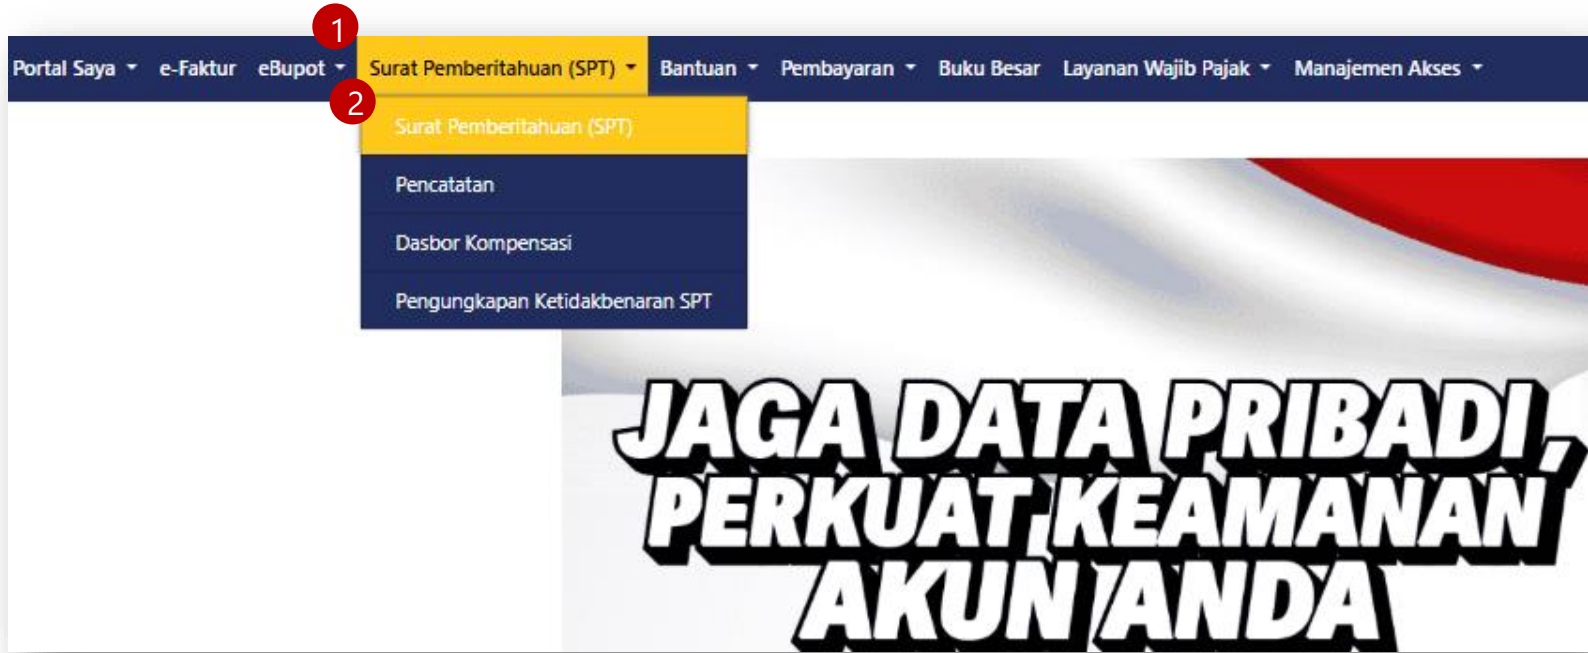 1
Portal Saya e-Faktur eBupot Surat Pemberitahuan (SPT) Bantuan Pembayaran Buku Besar Layanan Wajib Pajak Manajemen Akses
2
Surat Pemberitahuan (SPT)
Pencatatan
Dasbor Kompensasi
Pengungkapan Ketidakbenaran SPT
JAGA DATA PRIBADI,
PERKUAT KEAMANAN
AKUN ANDA